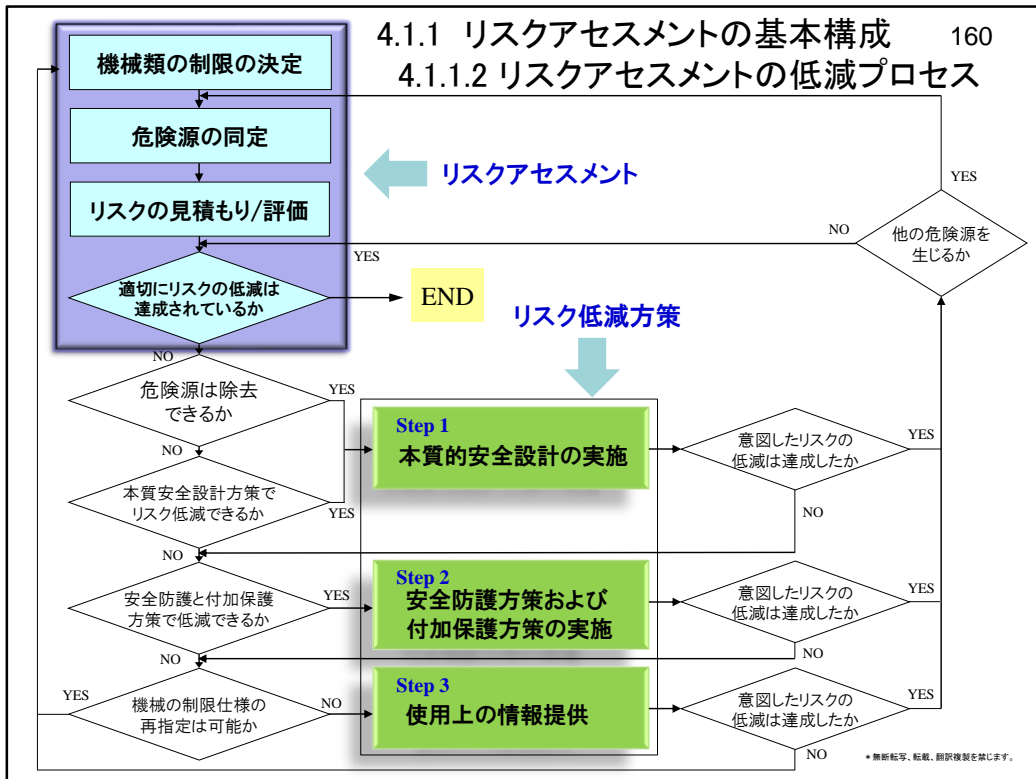 4.1.1 リスクアセスメントの基本構成
160
4.1.1.2 リスクアセスメントの低減プロセス
機械類の制限の決定
危険源の同定
リスクの見積もり/評価
適切にリスクの低減は
達成されているか
リスクアセスメント
YES
END
YES
NO
他の危険源を
生じるか
リスク低減方策
NO
危険源は除去
できるか
YES
NO
本質安全設計方策で
リスク低減できるか
YES
Step 1
本質的安全設計の実施
意図したリスクの
低減は達成したか
YES
NO
NO
安全防護と付加保護
方策で低減できるか
YES
Step 2
安全防護方策および
付加保護方策の実施
意図したリスクの
低減は達成したか
YES
NO
NO
YES
機械の制限仕様の
再指定は可能か
NO
Step 3
使用上の情報提供
意図したリスクの
低減は達成したか
YES
NO
*無断転写、転載、翻訳複製を禁じます。